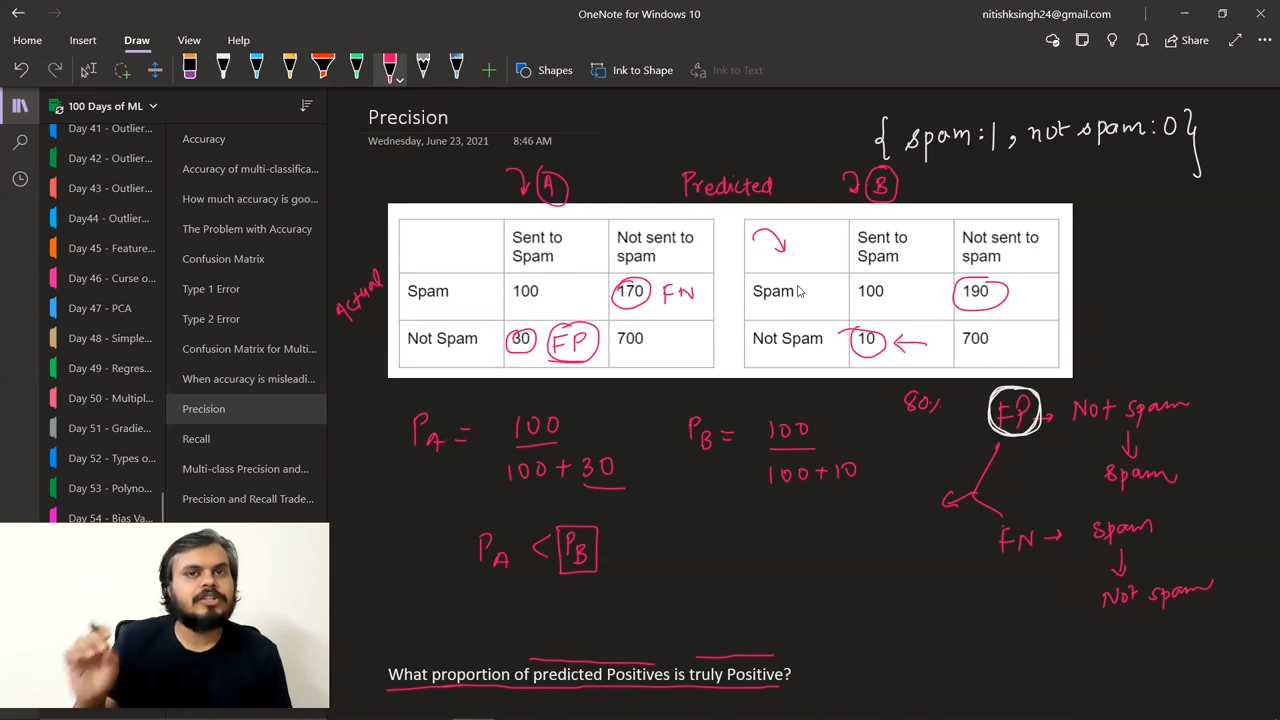 OneNote for Windows 10
nitishksingh24@gmail.com
Home Insert Draw View Help
Share
Shapes
Ink to Shape
Ink to Text
100 Days of ML
Day 41 - Outlier...
Day 42 - Outlier...
Day 43 - Outlier...
Day44 - Outlier...
Day 45 - Feature...
Day 46 - Curse o...
Day 47 - PCA
Day 48 - Simple...
Day 49 - Regres...
Day 50 - Multipl...
Day 51 - Gradie...
Day 52 - Types o...
Day 53 - Polyno...
Day 54 - Bias Va...
Accuracy
Accuracy of multi-classifica...
How much accuracy is goo...
The Problem with Accuracy
Confusion Matrix
Type 1 Error
Type 2 Error
Confusion Matrix for Multi...
When accuracy is misleadi...
Precision
Recall
Multi-class Precision and...
Precision and Recall Trade...
Precision
Wednesday, June 23, 2021 8:46 AM
{ spam:1, not spam:0}
A Predicted B
Actual
Sent to Spam Not sent to spam
Spam 100 170 FN
Not Spam 30 FP 700
Sent to Spam Not sent to spam
Spam 100 190
Not Spam 10 700
PA = 100
100 + 30
PB = 100
100+10
80%
FP → Not spam
↓
spam
PA < PB
FN → spam
↓
Not spam
What proportion of predicted Positives is truly Positive?